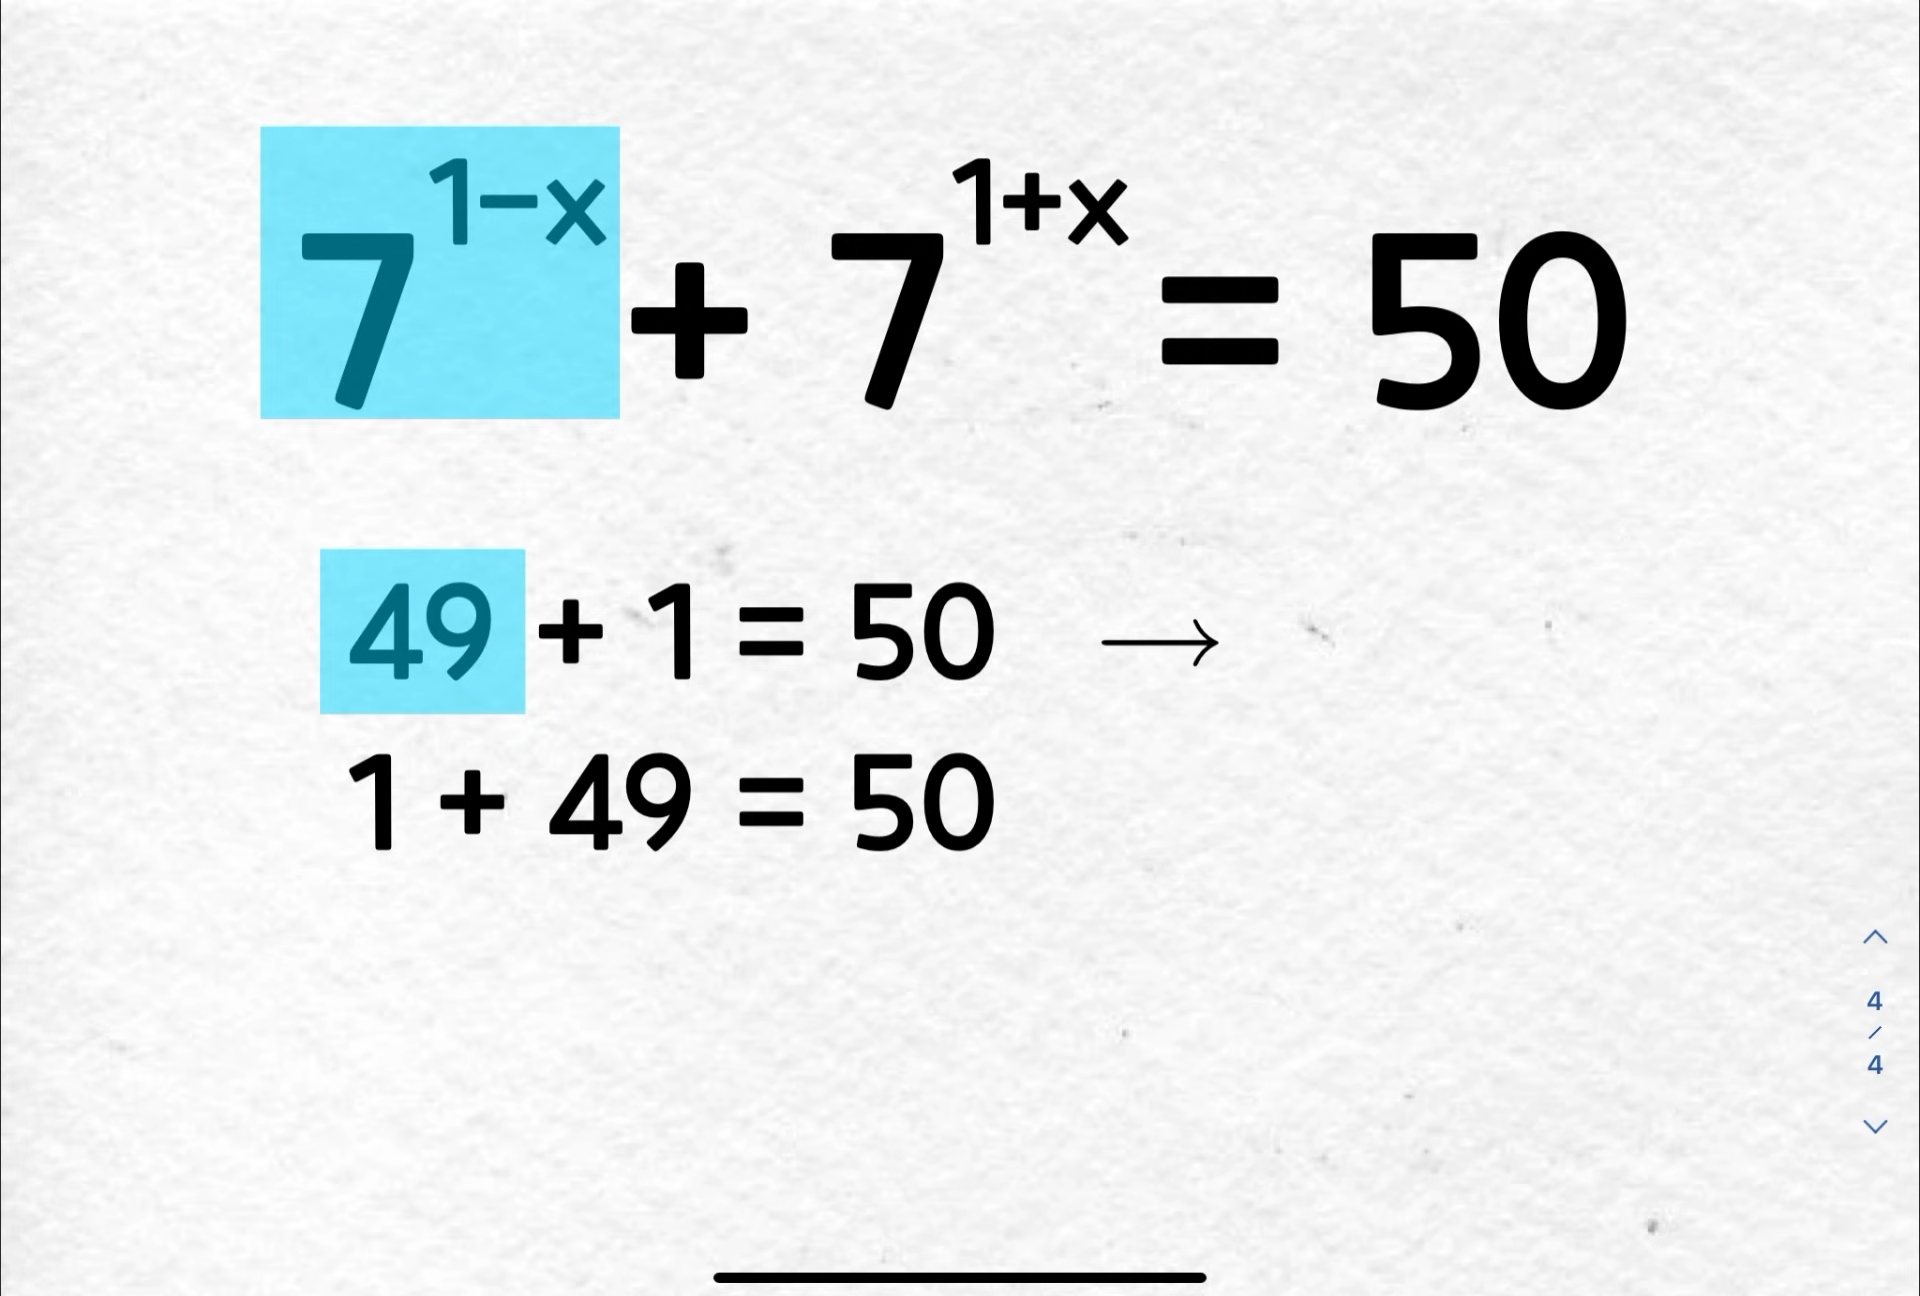 7^{1-x} + 7^{1+x} = 50
49 + 1 = 50 →
1 + 49 = 50
4
/
4